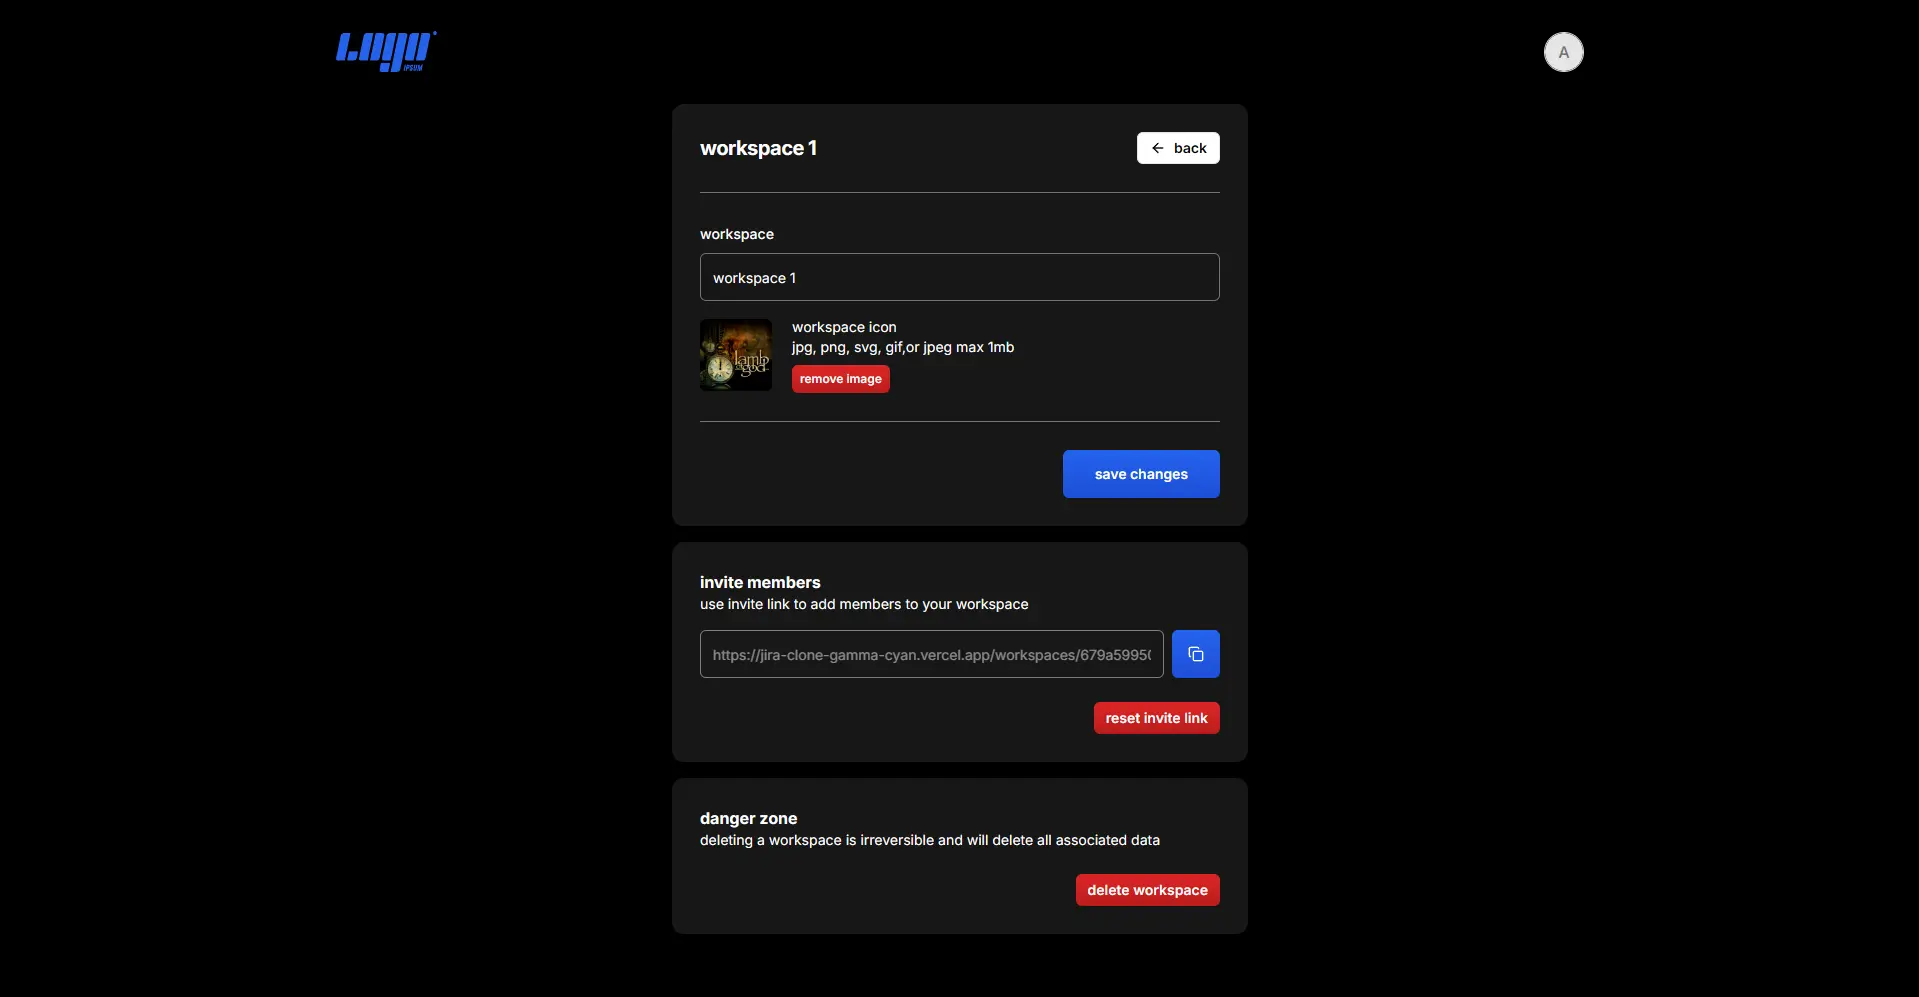 Logo
IPSUM
A
workspace 1
back
workspace
workspace 1
lamb
god
workspace icon
jpg, png, svg, gif,or jpeg max 1mb
remove image
save changes
invite members
use invite link to add members to your workspace
https://jira-clone-gamma-cyan.vercel.app/workspaces/679a5995
reset invite link
danger zone
deleting a workspace is irreversible and will delete all associated data
delete workspace